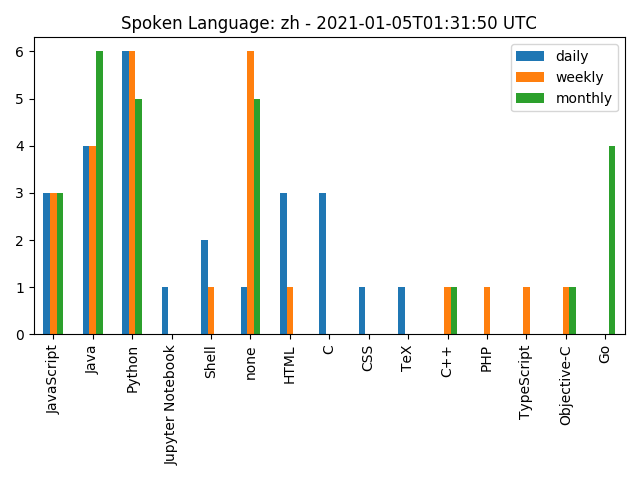 Spoken Language: zh - 2021-01-05T01:31:50 UTC
daily
weekly
monthly
6
5
4
3
2
1
0
JavaScript
Java
Python
Jupyter Notebook
Shell
none
HTML
C
CSS
TeX
C++
PHP
TypeScript
Objective-C
Go